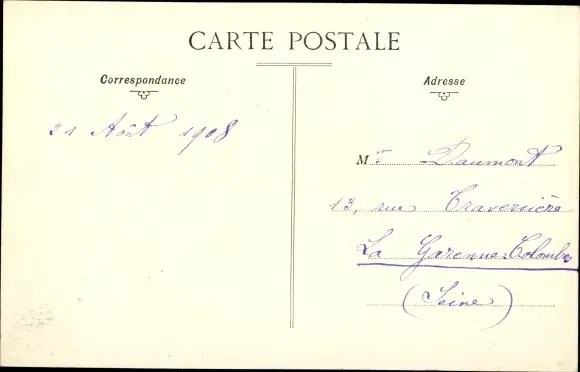 CARTE POSTALE
Correspondance
Adresse
21 Août 1908
Mr Daumont
13, rue Traversière
La Garenne-Colombes
(Seine)